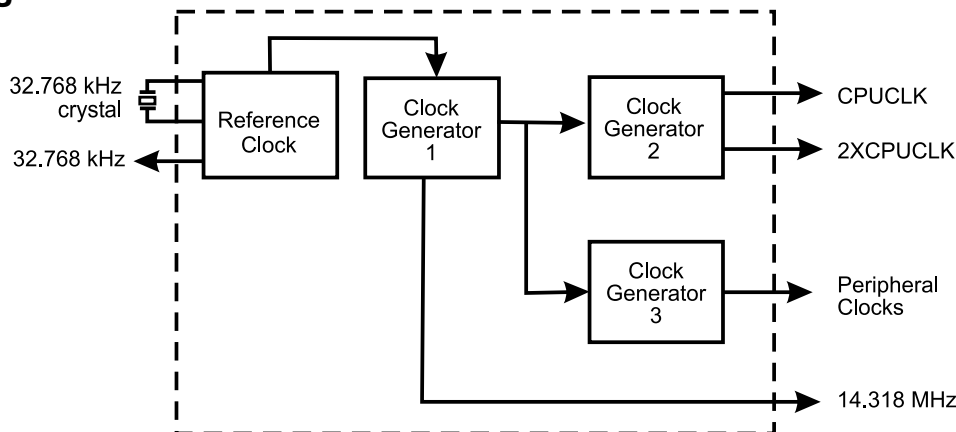 32.768 kHz
crystal
32.768 kHz
Reference
Clock
Clock
Generator
1
Clock
Generator
2
CPUCLK
2XCPUCLK
Clock
Generator
3
Peripheral
Clocks
14.318 MHz